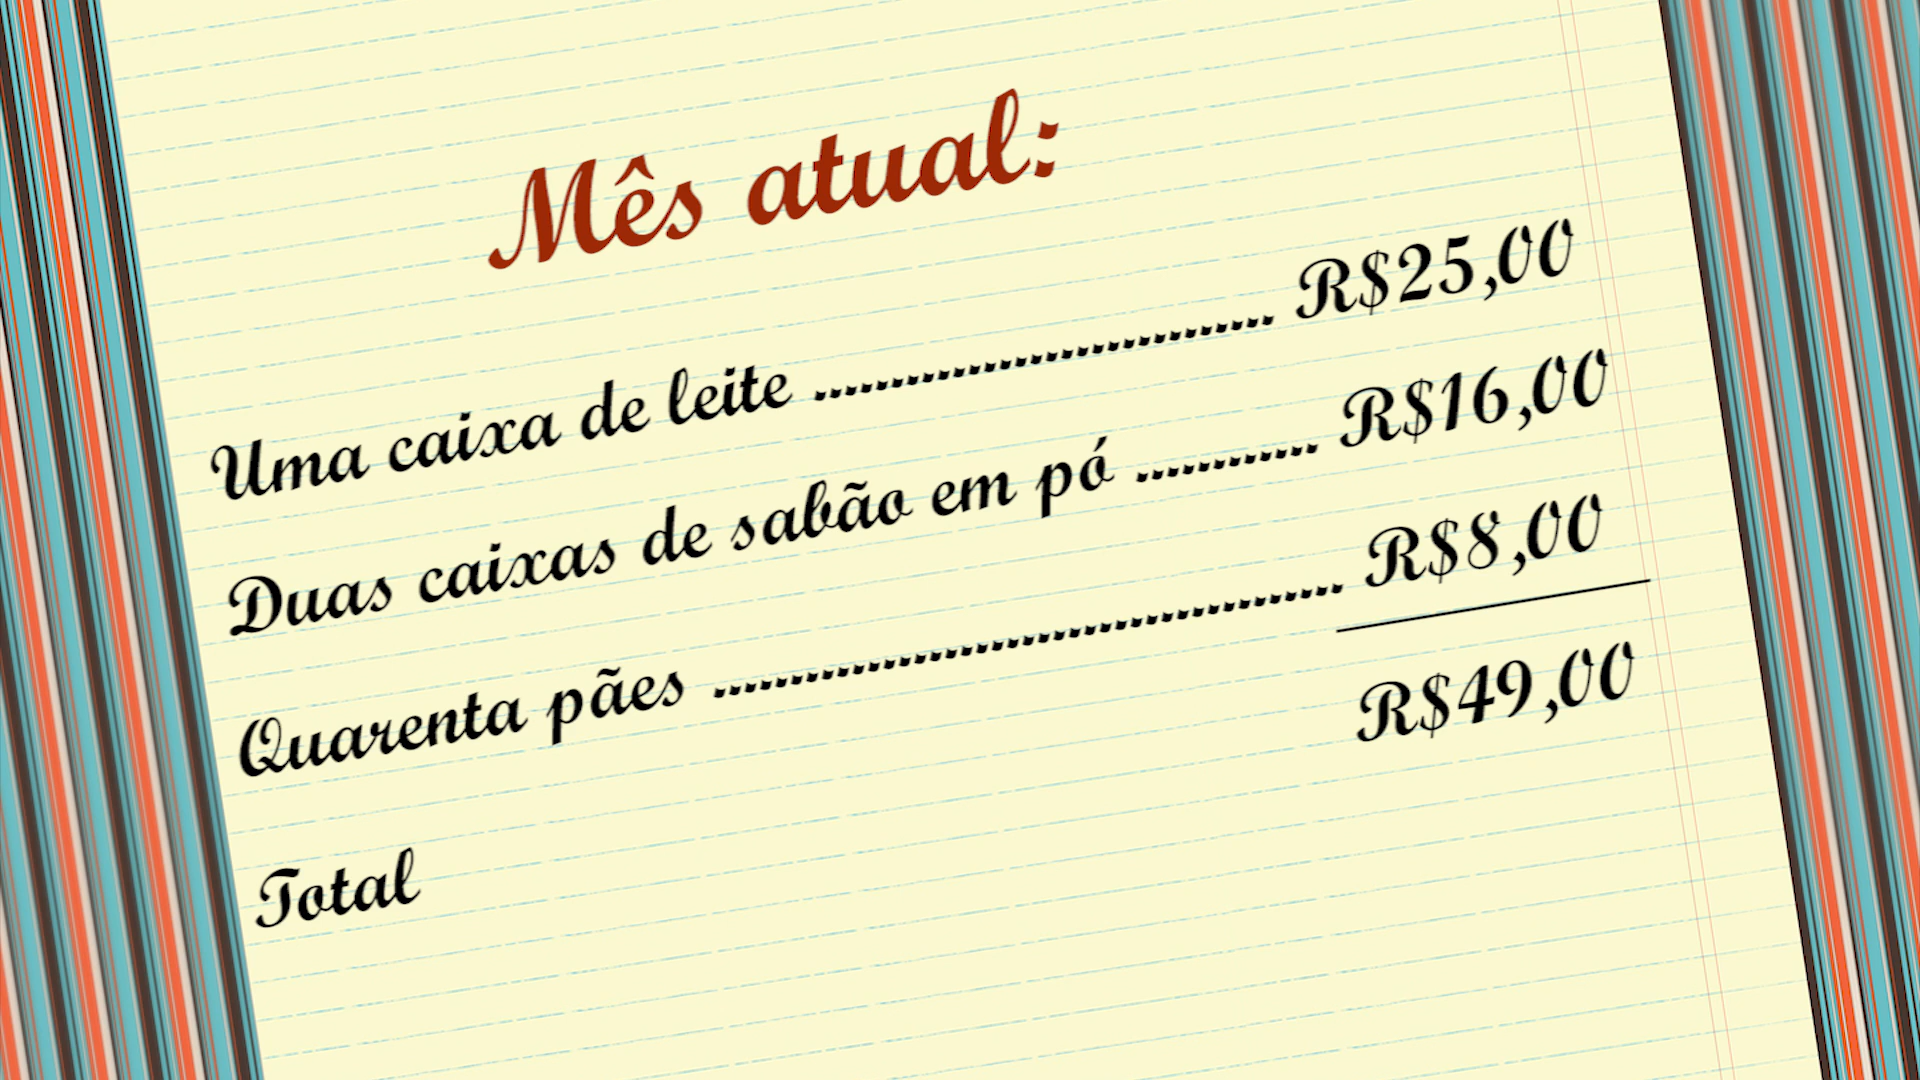 Mês atual:
Uma caixa de leite .............................. R$25,00
Duas caixas de sabão em pó ............ R$16,00
Quarenta pães ......................................... R$8,00
R$49,00
Total